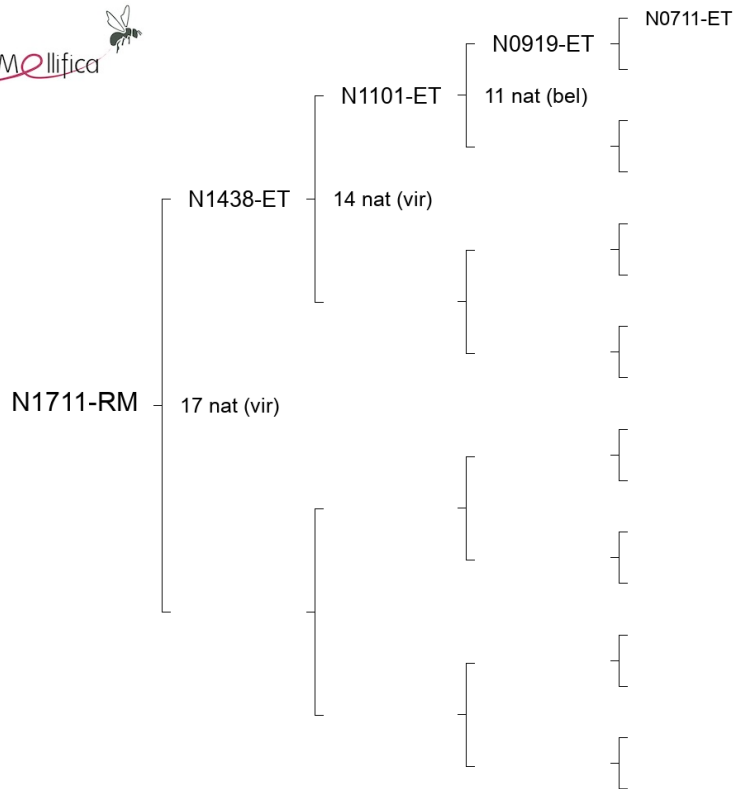 Mellifica
N0711-ET
N0919-ET
N1101-ET
11 nat (bel)
N1438-ET
14 nat (vir)
N1711-RM
17 nat (vir)